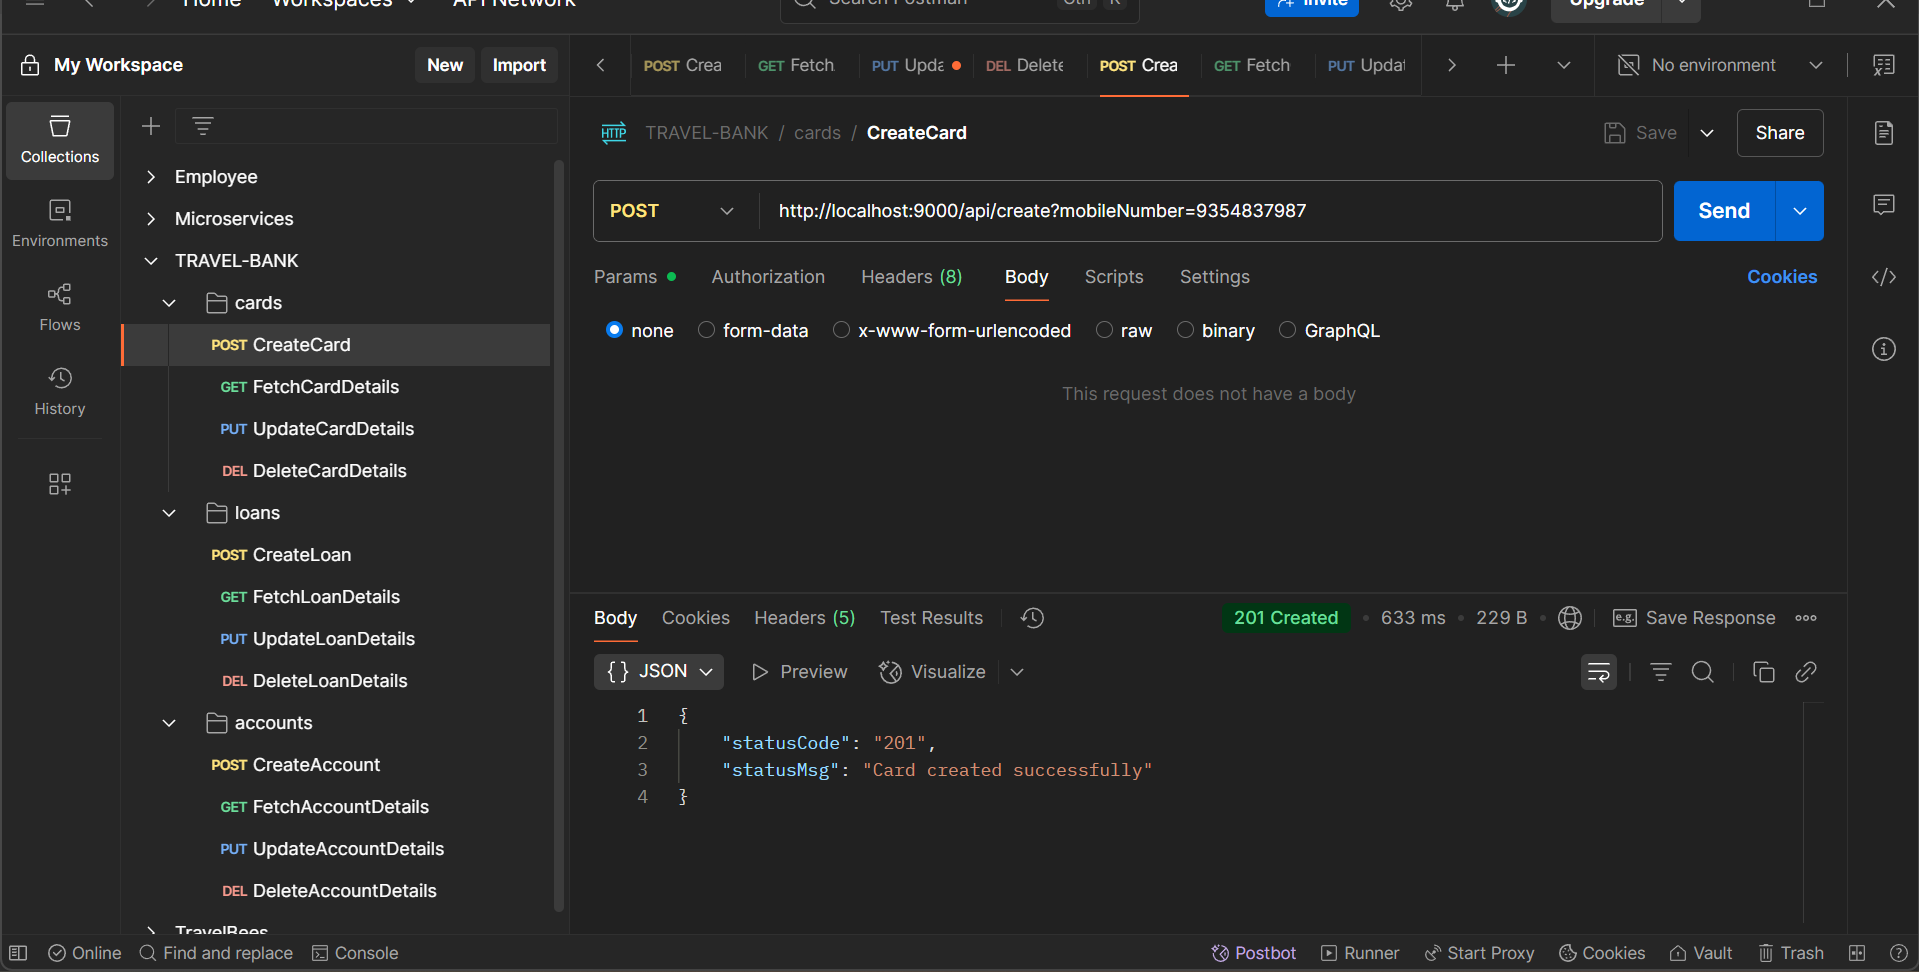 Home Workspaces API Network Search Postman Ctrl K Invite Upgrade
My Workspace New Import
POST Crea GET Fetch PUT Upda DEL Delete POST Crea GET Fetch PUT Updat No environment
Collections
Environments
Flows
History
Employee
Microservices
TRAVEL-BANK
cards
POST CreateCard
GET FetchCardDetails
PUT UpdateCardDetails
DEL DeleteCardDetails
loans
POST CreateLoan
GET FetchLoanDetails
PUT UpdateLoanDetails
DEL DeleteLoanDetails
accounts
POST CreateAccount
GET FetchAccountDetails
PUT UpdateAccountDetails
DEL DeleteAccountDetails
TravelBees
HTTP TRAVEL-BANK / cards / CreateCard Save Share
POST http://localhost:9000/api/create?mobileNumber=9354837987 Send
Params Authorization Headers (8) Body Scripts Settings Cookies
none form-data x-www-form-urlencoded raw binary GraphQL
This request does not have a body
Body Cookies Headers (5) Test Results 201 Created • 633 ms • 229 B • e.g. Save Response
{} JSON Preview Visualize
1 {
2 "statusCode": "201",
3 "statusMsg": "Card created successfully"
4 }
Online Find and replace Console Postbot Runner Start Proxy Cookies Vault Trash